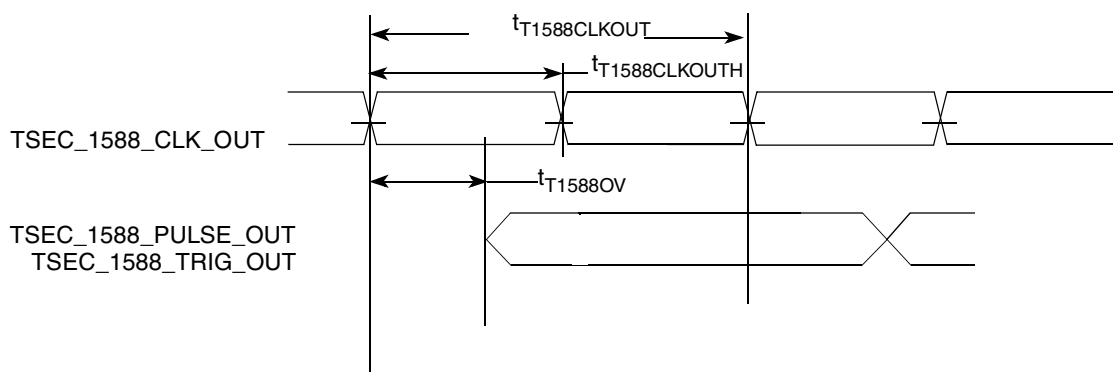 tT1588CLKOUT
tT1588CLKOUTH
TSEC_1588_CLK_OUT
tT1588OV
TSEC_1588_PULSE_OUT
TSEC_1588_TRIG_OUT